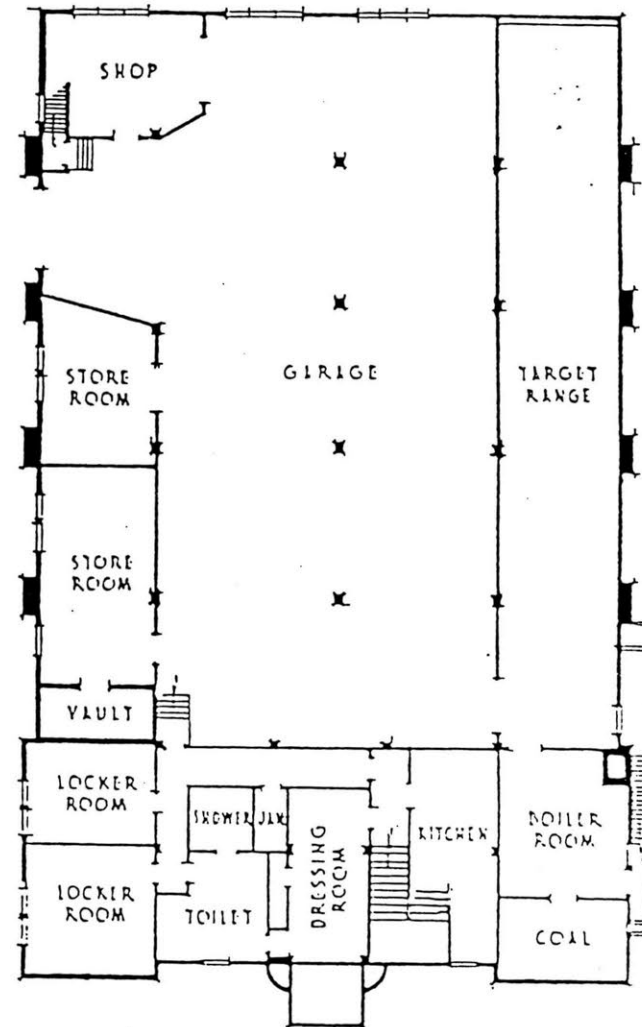 SHOP
GARAGE
TARGET
RANGE
STORE
ROOM
STORE
ROOM
VAULT
LOCKER
ROOM
SHOWER
JAN
KITCHEN
BOILER
ROOM
DRESSING
ROOM
LOCKER
ROOM
TOILET
COAL